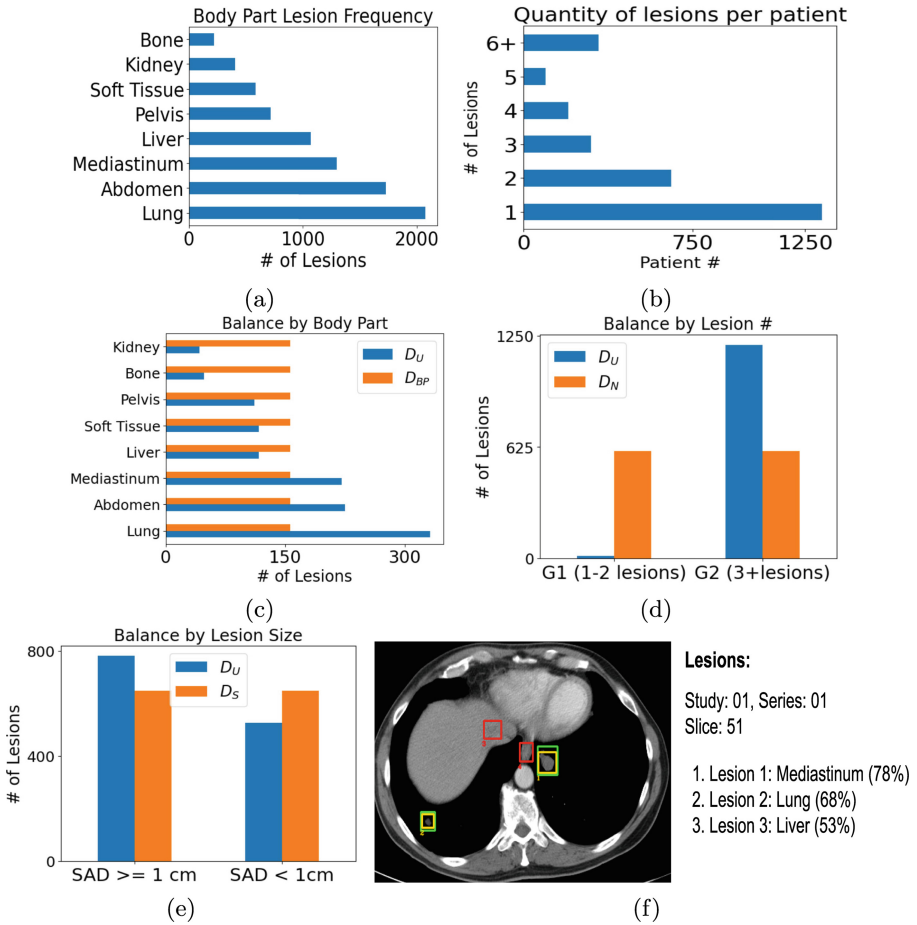 Body Part Lesion Frequency
Bone
Kidney
Soft Tissue
Pelvis
Liver
Mediastinum
Abdomen
Lung
0 1000 2000
# of Lesions
(a)
Quantity of lesions per patient
# of Lesions
6+
5
4
3
2
1
0 750 1250
Patient #
(b)
Balance by Body Part
Kidney
Bone
Pelvis
Soft Tissue
Liver
Mediastinum
Abdomen
Lung
D_U
D_BP
0 150 300
# of Lesions
(c)
Balance by Lesion #
# of Lesions
1250
625
0
D_U
D_N
G1 (1-2 lesions) G2 (3+lesions)
(d)
Balance by Lesion Size
# of Lesions
800
400
0
D_U
D_S
SAD >= 1 cm SAD < 1cm
(e)
Lesions:
Study: 01, Series: 01
Slice: 51
1. Lesion 1: Mediastinum (78%)
2. Lesion 2: Lung (68%)
3. Lesion 3: Liver (53%)
(f)